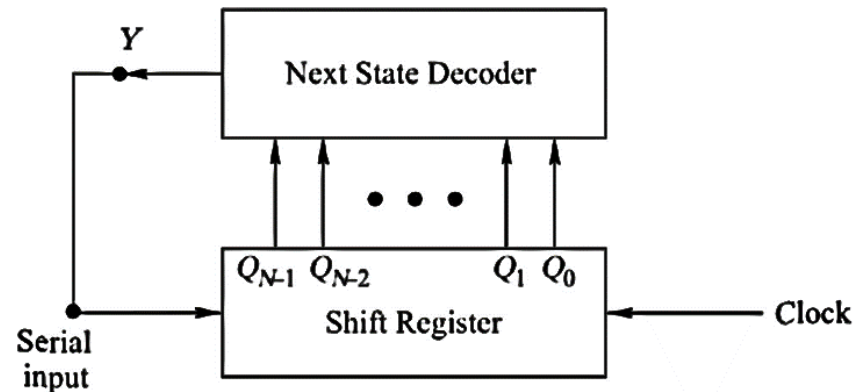 Y
Next State Decoder
Q_{N-1} Q_{N-2} Q_1 Q_0
Shift Register
Clock
Serial
input